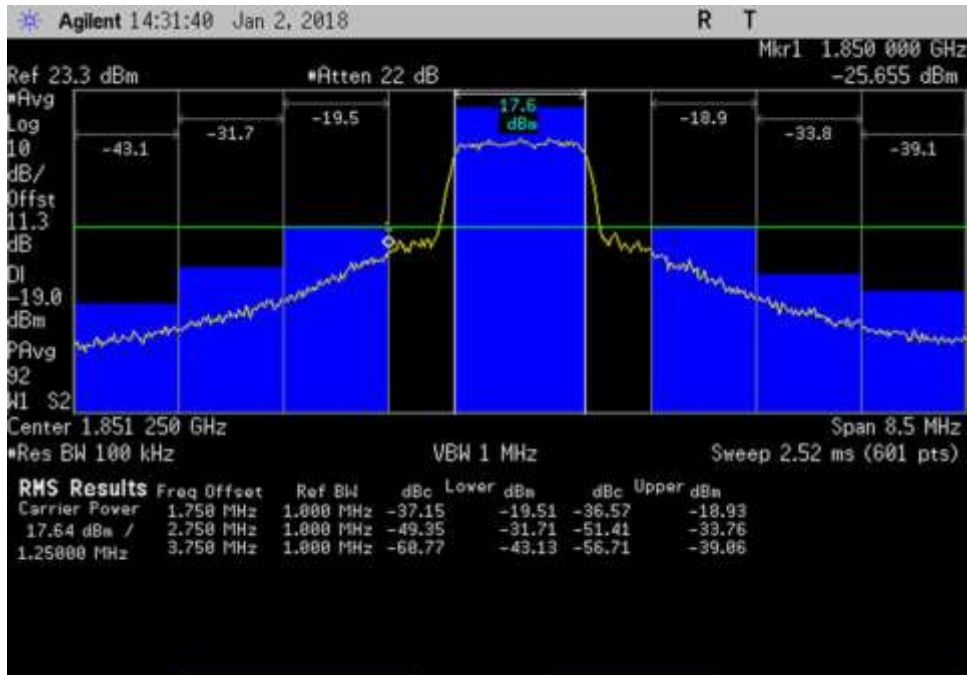 Agilent 14:31:40 Jan 2, 2018 R T
Mkr1 1.850 000 GHz
Ref 23.3 dBm *Atten 22 dB -25.655 dBm
*Avg
Log
10
dB/
Offst
11.3
dB
DI
-19.0
dBm
PAvg
92
W1 S2
-43.1 -31.7 -19.5 17.6 dBm -18.9 -33.8 -39.1
Center 1.851 250 GHz Span 8.5 MHz
*Res BW 100 kHz VBW 1 MHz Sweep 2.52 ms (601 pts)
RMS Results Freq Offset Ref BW dBc Lower dBm dBc Upper dBm
Carrier Power 1.750 MHz 1.000 MHz -37.15 -19.51 -36.57 -18.93
17.64 dBm / 2.750 MHz 1.000 MHz -49.35 -31.71 -51.41 -33.76
1.25000 MHz 3.750 MHz 1.000 MHz -60.77 -43.13 -56.71 -39.06